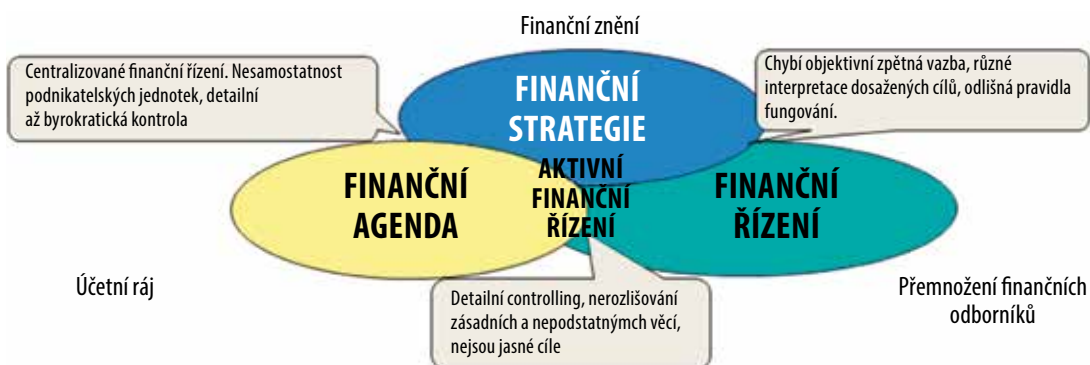 Finanční znění
Centralizované finanční řízení. Nesamostatnost
podnikatelských jednotek, detailní
až byrokratická kontrola
Chybí objektivní zpětná vazba, různé
interpretace dosažených cílů, odlišná pravidla
fungování.
FINANČNÍ
STRATEGIE
AKTIVNÍ
FINANČNÍ
ŘÍZENÍ
FINANČNÍ
AGENDA
FINANČNÍ
ŘÍZENÍ
Účetní ráj
Detailní controlling, nerozlišování
zásadních a nepodstatnýmch věcí,
nejsou jasné cíle
Přemnožení finančních
odborníků